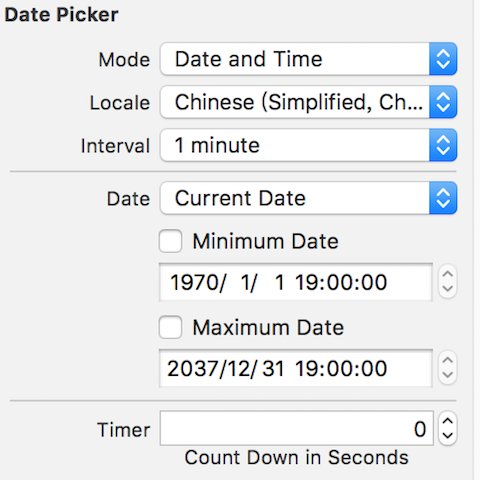 Date Picker
Mode Date and Time
Locale Chinese (Simplified, Ch...
Interval 1 minute
Date Current Date
Minimum Date
1970/ 1/ 1 19:00:00
Maximum Date
2037/12/31 19:00:00
Timer 0
Count Down in Seconds